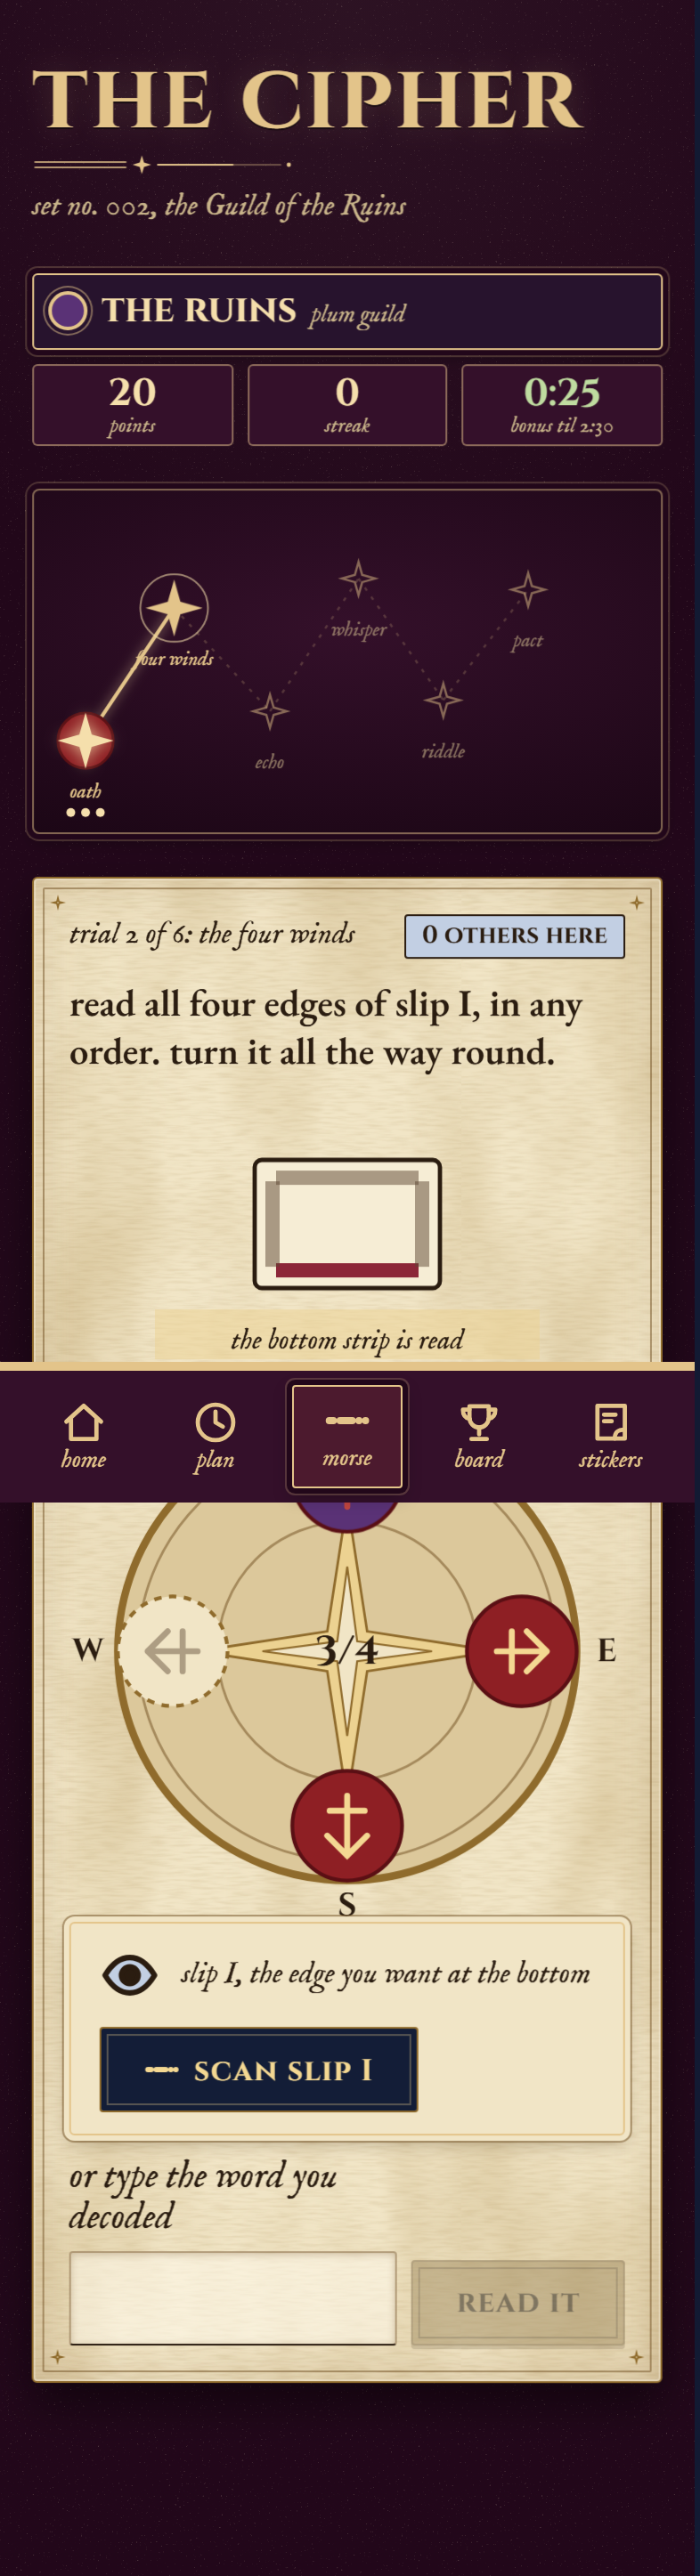 THE CIPHER
set no. 002, the Guild of the Ruins
THE RUINS plum guild
20
points
0
streak
0:25
bonus til 2:30
four winds
whisper
pact
echo
riddle
oath
trial 2 of 6: the four winds
0 OTHERS HERE
read all four edges of slip I, in any
order. turn it all the way round.
the bottom strip is read
home
plan
morse
board
stickers
W
3/4
E
S
slip I, the edge you want at the bottom
SCAN SLIP I
or type the word you
decoded
READ IT